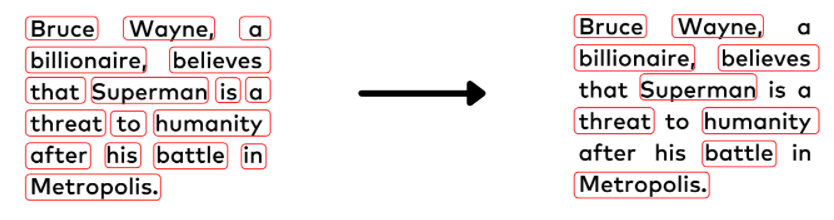 Bruce Wayne, a
billionaire, believes
that Superman is a
threat to humanity
after his battle in
Metropolis.
Bruce Wayne, a
billionaire, believes
that Superman is a
threat to humanity
after his battle in
Metropolis.